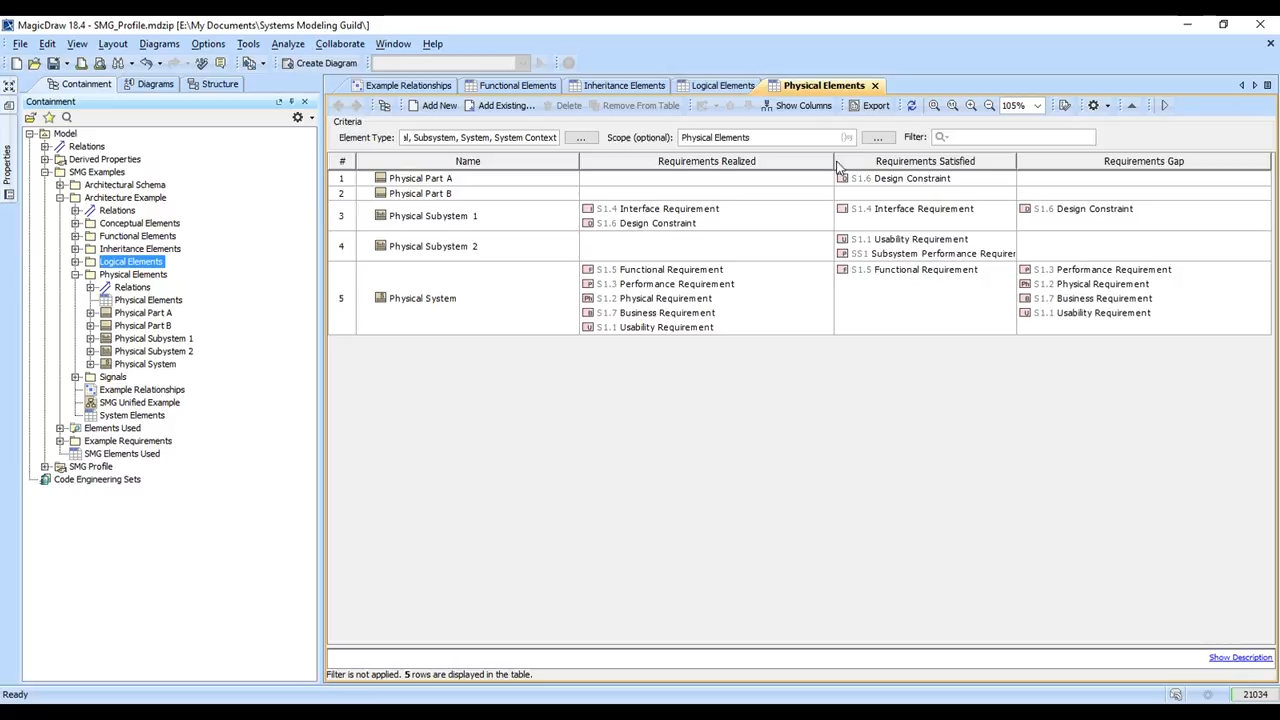 MagicDraw 18.4 - SMG_Profile.mdzip [E:\My Documents\Systems Modeling Guild\]
File Edit View Layout Diagrams Options Tools Analyze Collaborate Window Help
Create Diagram
Containment Diagrams Structure
Example Relationships Functional Elements Inheritance Elements Logical Elements Physical Elements
Containment
Properties
Add New Add Existing... Delete Remove From Table Show Columns Export 105%
Criteria
Element Type: al, Subsystem, System, System Context ... Scope (optional): Physical Elements ... Filter:
Model
Relations
Derived Properties
SMG Examples
Architectural Schema
Architecture Example
Relations
Conceptual Elements
Functional Elements
Inheritance Elements
Logical Elements
Physical Elements
Relations
Physical Elements
Physical Part A
Physical Part B
Physical Subsystem 1
Physical Subsystem 2
Physical System
Signals
Example Relationships
SMG Unified Example
System Elements
Elements Used
Example Requirements
SMG Elements Used
SMG Profile
Code Engineering Sets
# Name Requirements Realized Requirements Satisfied Requirements Gap
1 Physical Part A S1.6 Design Constraint
2 Physical Part B
3 Physical Subsystem 1
S1.4 Interface Requirement S1.4 Interface Requirement S1.6 Design Constraint
S1.6 Design Constraint
4 Physical Subsystem 2
S1.1 Usability Requirement
SS1 Subsystem Performance Requirer
5 Physical System
S1.5 Functional Requirement S1.5 Functional Requirement S1.3 Performance Requirement
S1.3 Performance Requirement S1.2 Physical Requirement
S1.2 Physical Requirement S1.7 Business Requirement
S1.7 Business Requirement S1.1 Usability Requirement
S1.1 Usability Requirement
Show Description
Filter is not applied. 5 rows are displayed in the table.
Ready 21034